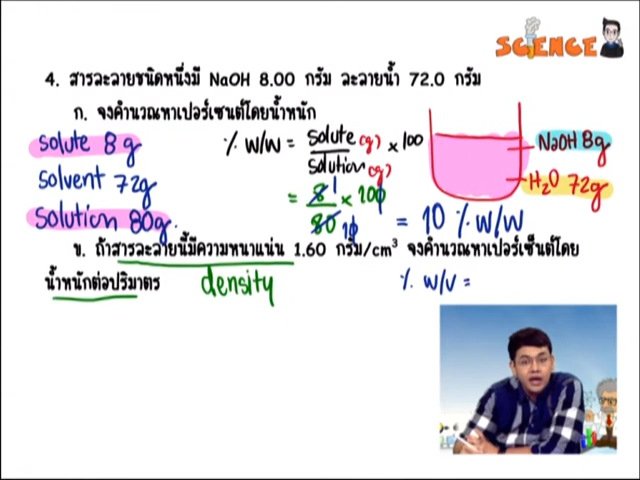 SCIENCE
4. สารละลายชนิดหนึ่งมี NaOH 8.00 กรัม ละลายน้ำ 72.0 กรัม
ก. จงคำนวณหาเปอร์เซนต์โดยน้ำหนัก
solute 8g
% w/w = solute (g) × 100
solution (g)
NaOH 8g
solvent 72g
H₂O 72g
= 8 1 × 100
80 10
= 10 % w/w
solution 80g.
ข. ถ้าสารละลายนี้มีความหนาแน่น 1.60 กรัม/cm³ จงคำนวณหาเปอร์เซ็นต์โดย
น้ำหนักต่อปริมาตร density % w/v =